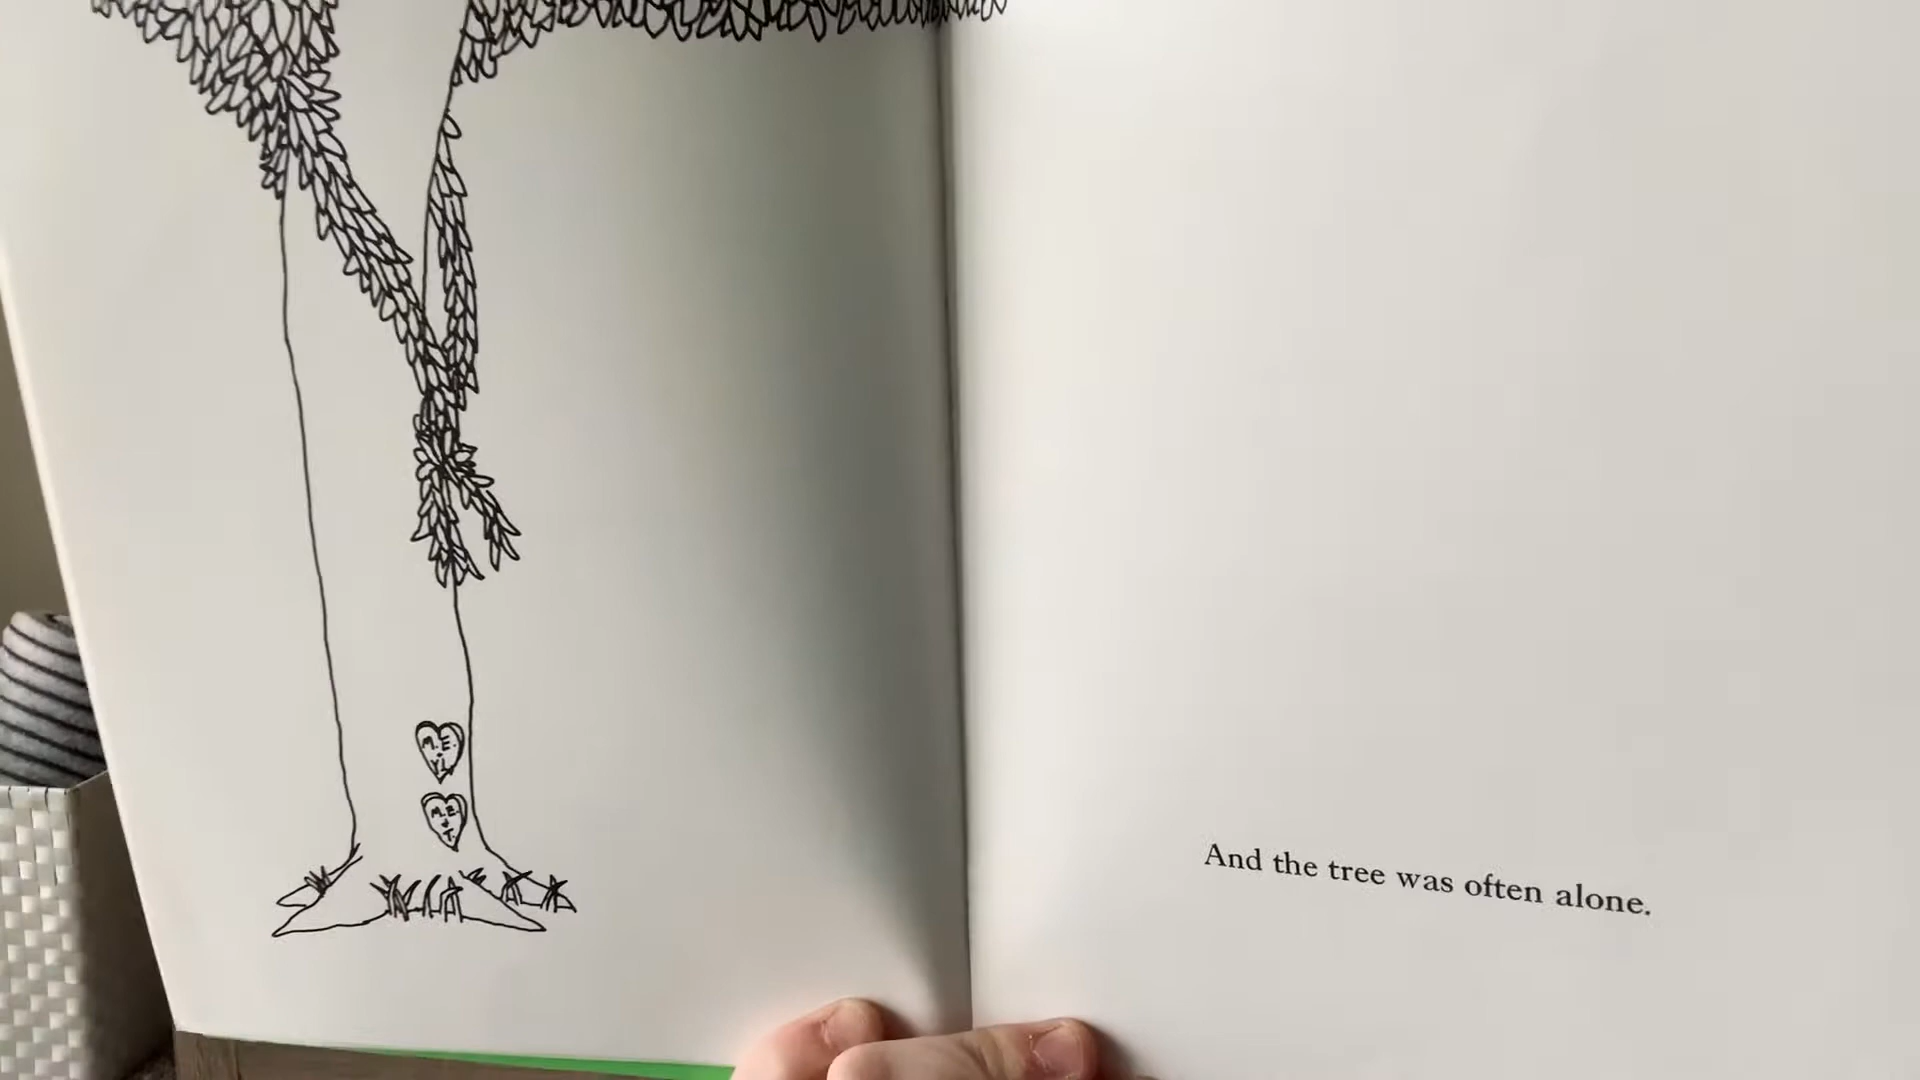 M.E.
+
Y.L.
M.E.
+
T.
And the tree was often alone.